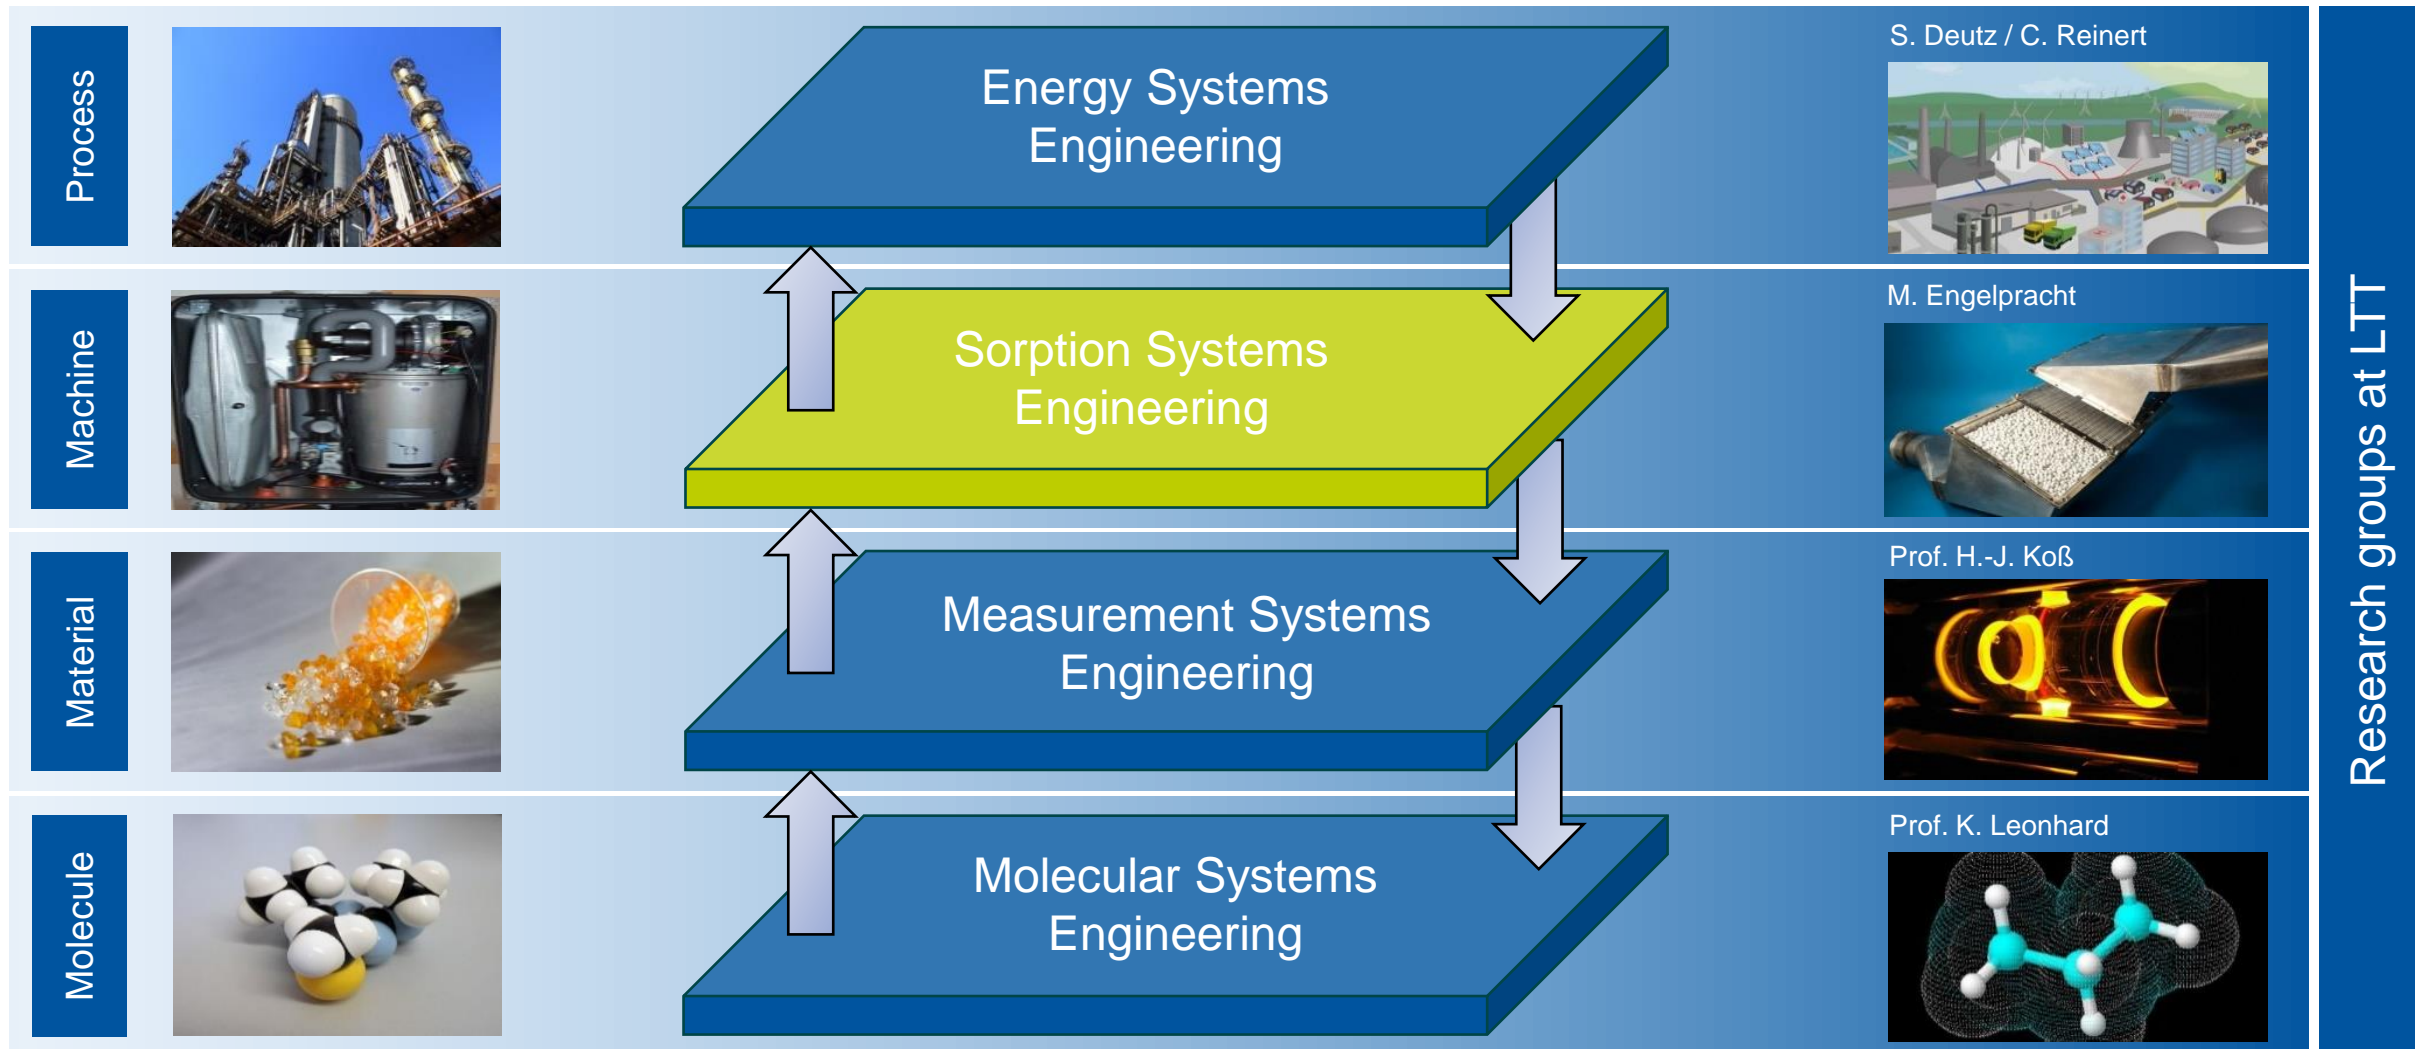 Process
Energy Systems
Engineering
S. Deutz / C. Reinert
Machine
Sorption Systems
Engineering
M. Engelpracht
Material
Measurement Systems
Engineering
Prof. H.-J. Koß
Molecule
Molecular Systems
Engineering
Prof. K. Leonhard
Research groups at LTT